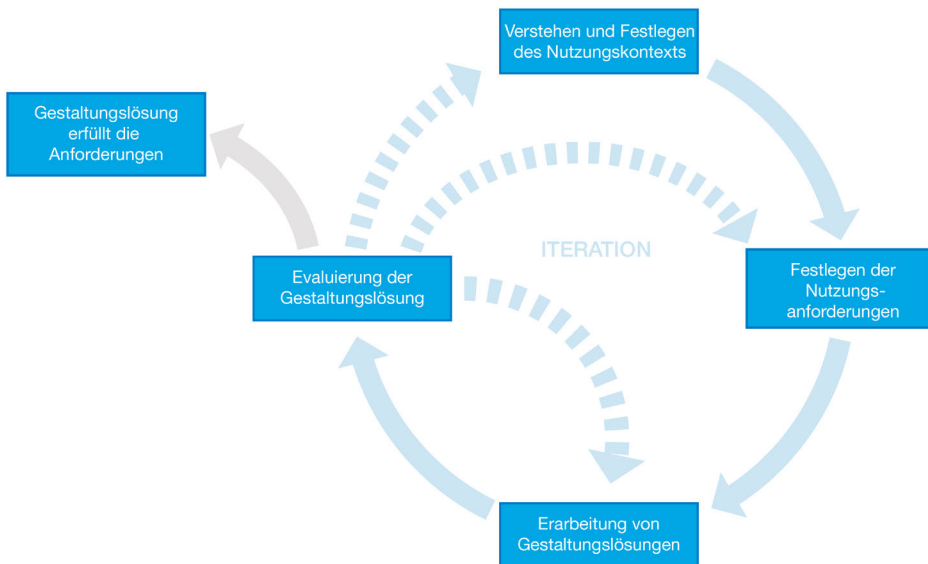 Verstehen und Festlegen
des Nutzungskontexts
Gestaltungslösung
erfüllt die
Anforderungen
ITERATION
Evaluierung der
Gestaltungslösung
Festlegen der
Nutzungs-
anforderungen
Erarbeitung von
Gestaltungslösungen